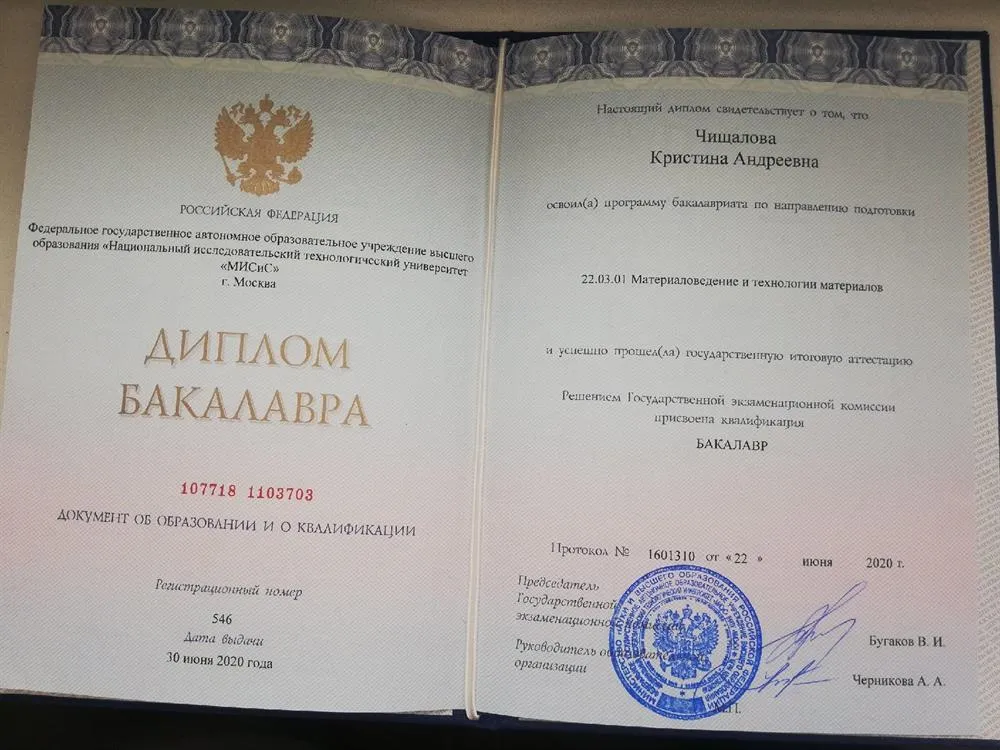 РОССИЙСКАЯ ФЕДЕРАЦИЯ
Федеральное государственное автономное образовательное учреждение высшего
образования «Национальный исследовательский технологический университет
«МИСиС»
г. Москва
ДИПЛОМ
БАКАЛАВРА
107718 1103703
ДОКУМЕНТ ОБ ОБРАЗОВАНИИ И О КВАЛИФИКАЦИИ
Регистрационный номер
546
Дата выдачи
30 июня 2020 года
Настоящий диплом свидетельствует о том, что
Чищалова
Кристина Андреевна
освоил(а) программу бакалавриата по направлению подготовки
22.03.01 Материаловедение и технологии материалов
и успешно прошел(ла) государственную итоговую аттестацию
Решением Государственной экзаменационной комиссии
присвоена квалификация
БАКАЛАВР
Протокол № 1601310 от «22 » июня 2020 г.
Председатель
Государственной
экзаменационной
Бугаков В. И.
Руководитель образовательной
организации
Черникова А. А.
М.П.